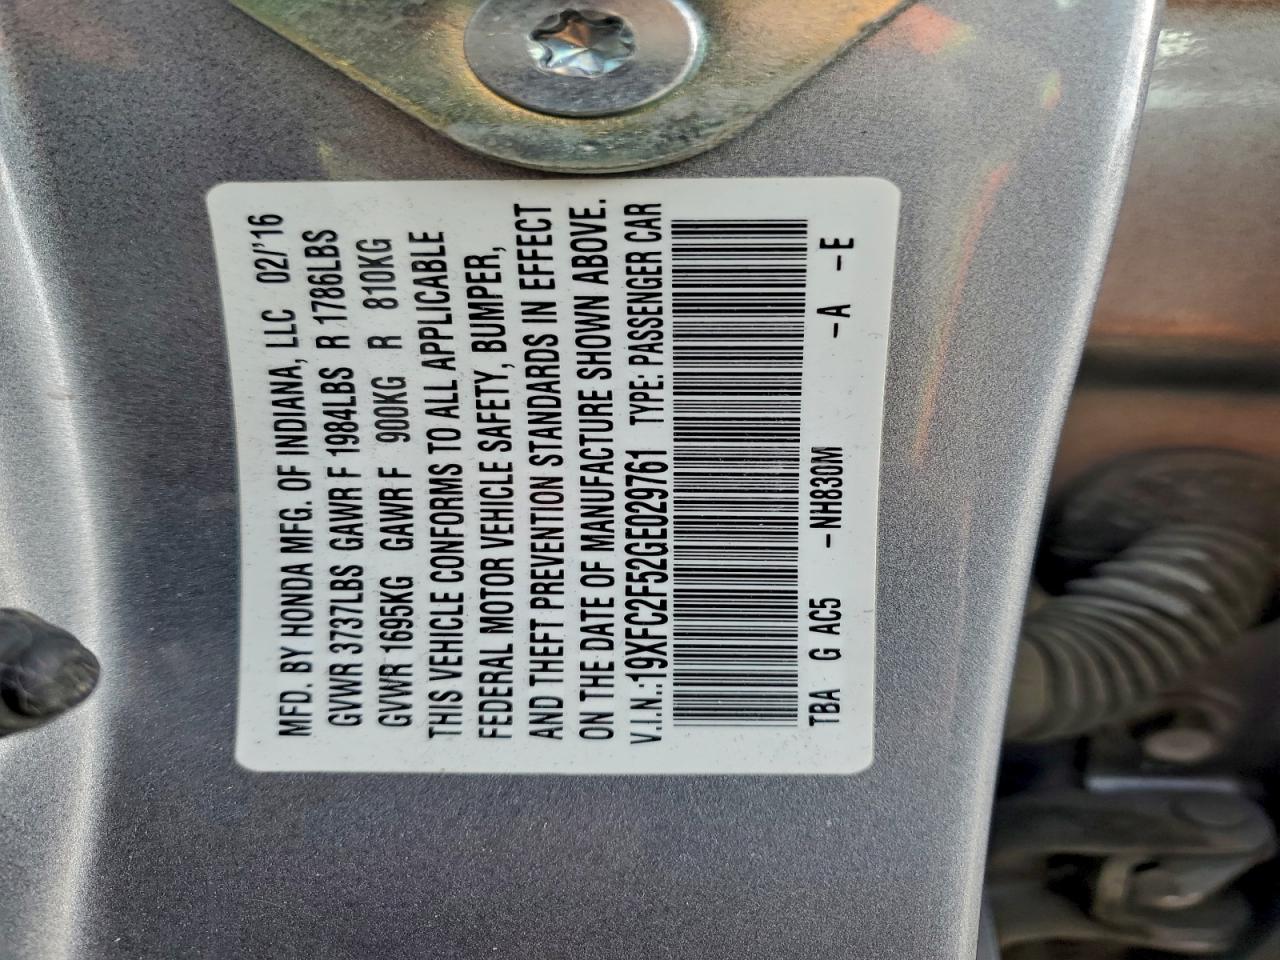 MFD. BY HONDA MFG. OF INDIANA, LLC 02/'16
GVWR 3737LBS GAWR F 1984LBS R 1786LBS
GVWR 1695KG GAWR F 900KG R 810KG
THIS VEHICLE CONFORMS TO ALL APPLICABLE
FEDERAL MOTOR VEHICLE SAFETY, BUMPER,
AND THEFT PREVENTION STANDARDS IN EFFECT
ON THE DATE OF MANUFACTURE SHOWN ABOVE.
V.I.N.:19XFC2F52GE029761 TYPE: PASSENGER CAR
TBA G AC5 -NH830M -A -E